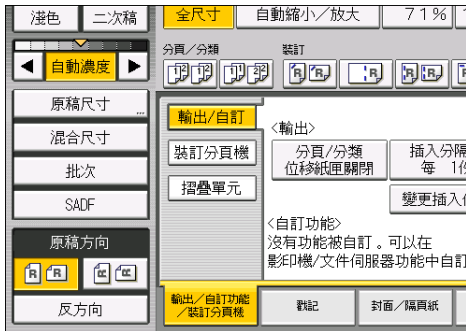 淺色 二次稿 全尺寸 自動縮小／放大 71%
分頁／分類 裝訂
自動濃度
原稿尺寸...
混合尺寸
批次
SADF
原稿方向
反方向
輸出/自訂
裝訂分頁機
摺疊單元
<輸出>
分頁/分類
位移紙匣關閉
插入分隔
每 1份
變更插入
<自訂功能>
沒有功能被自訂。可以在
影印機/文件伺服器功能中自訂
輸出／自訂功能
／裝訂分頁機
戳記
封面／隔頁紙